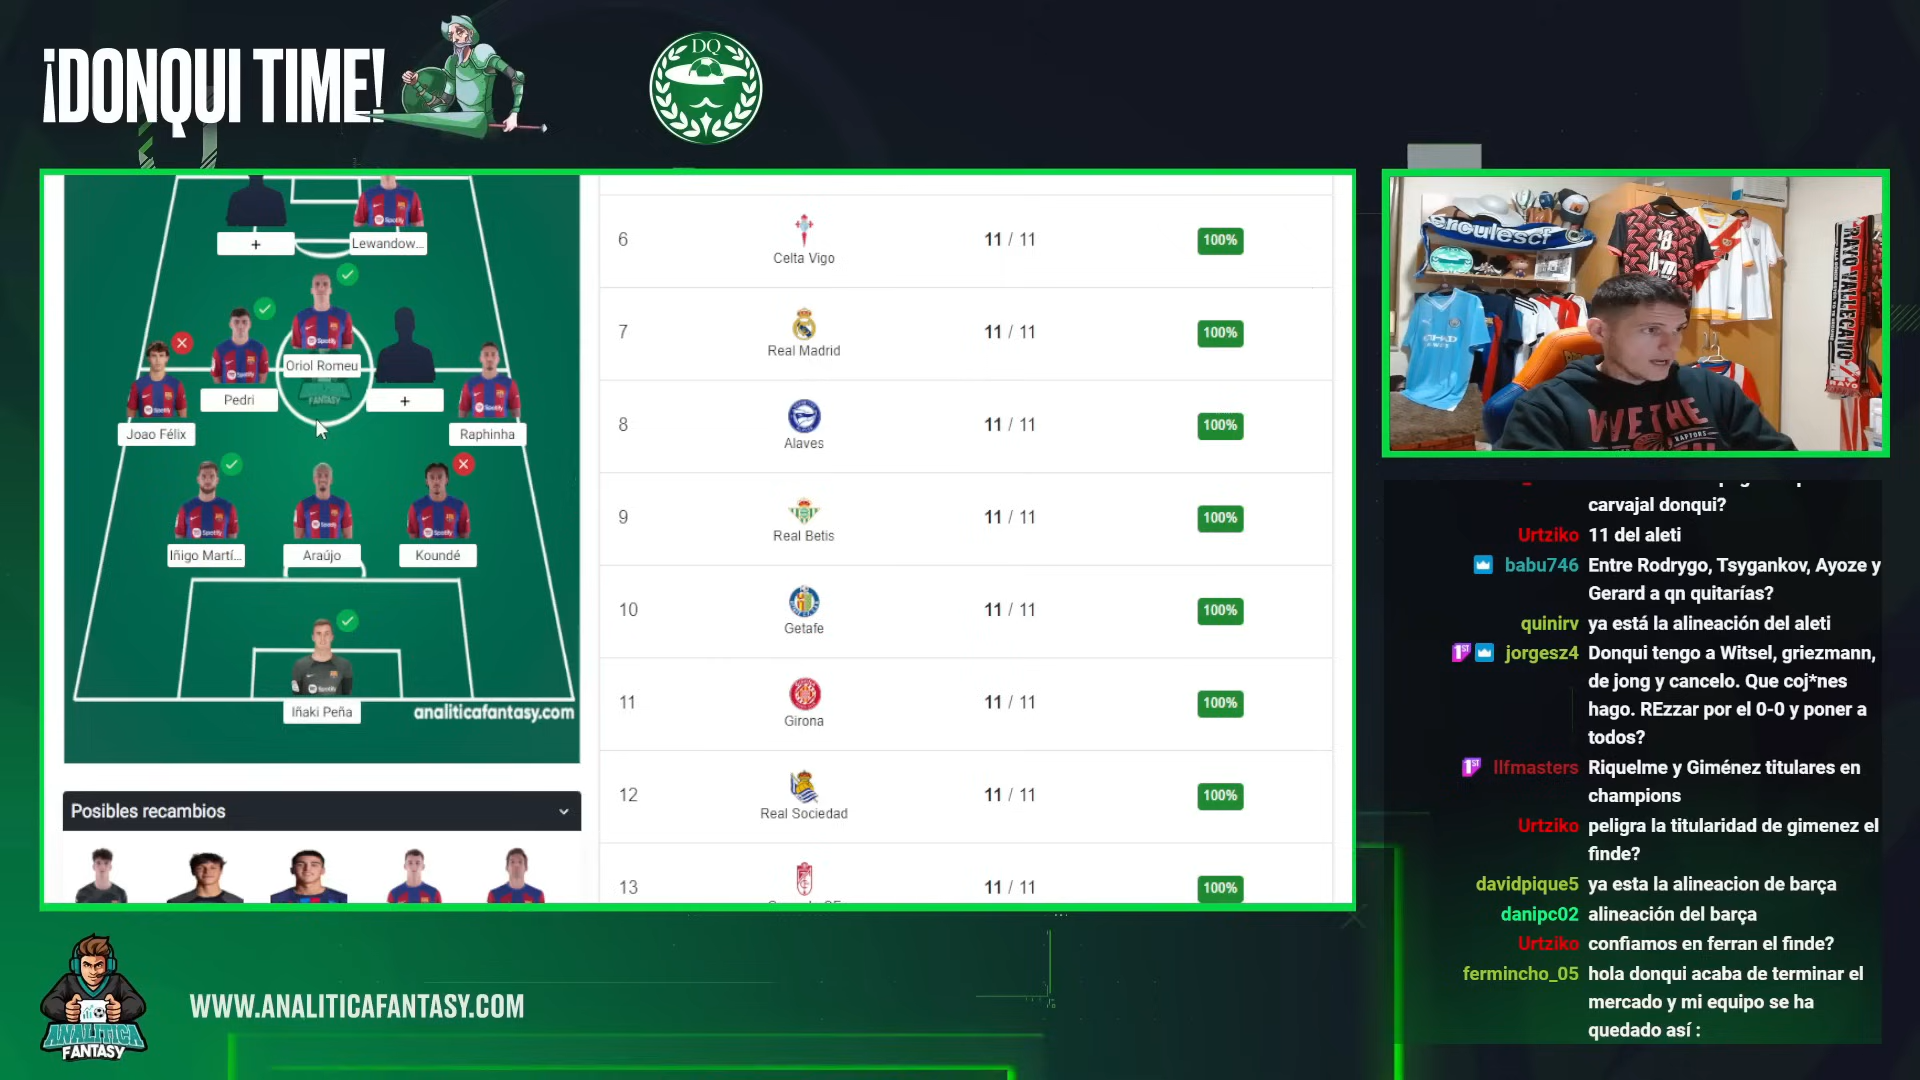 ¡DONQUI TIME!
DQ
+
Lewandow...
Oriol Romeu
Pedri
+
Joao Félix
Raphinha
Iñigo Martí...
Araújo
Koundé
Iñaki Peña
analiticafantasy.com
Posibles recambios
6
Celta Vigo
11 / 11
100%
7
Real Madrid
11 / 11
100%
8
Alaves
11 / 11
100%
9
Real Betis
11 / 11
100%
10
Getafe
11 / 11
100%
11
Girona
11 / 11
100%
12
Real Sociedad
11 / 11
100%
13
11 / 11
100%
erculescf
RAYO VALLECANO
WE THE
RAPTORS
carvajal donqui?
Urtziko 11 del aleti
babu746 Entre Rodrygo, Tsygankov, Ayoze y
Gerard a qn quitarías?
quinirv ya está la alineación del aleti
1ST jorgesz4 Donqui tengo a Witsel, griezmann,
de jong y cancelo. Que coj*nes
hago. REzzar por el 0-0 y poner a
todos?
1ST llfmasters Riquelme y Giménez titulares en
champions
Urtziko peligra la titularidad de gimenez el
finde?
davidpique5 ya esta la alineacion de barça
danipc02 alineación del barça
Urtziko confiamos en ferran el finde?
fermincho_05 hola donqui acaba de terminar el
mercado y mi equipo se ha
quedado así :
ANALITICA
FANTASY
WWW.ANALITICAFANTASY.COM